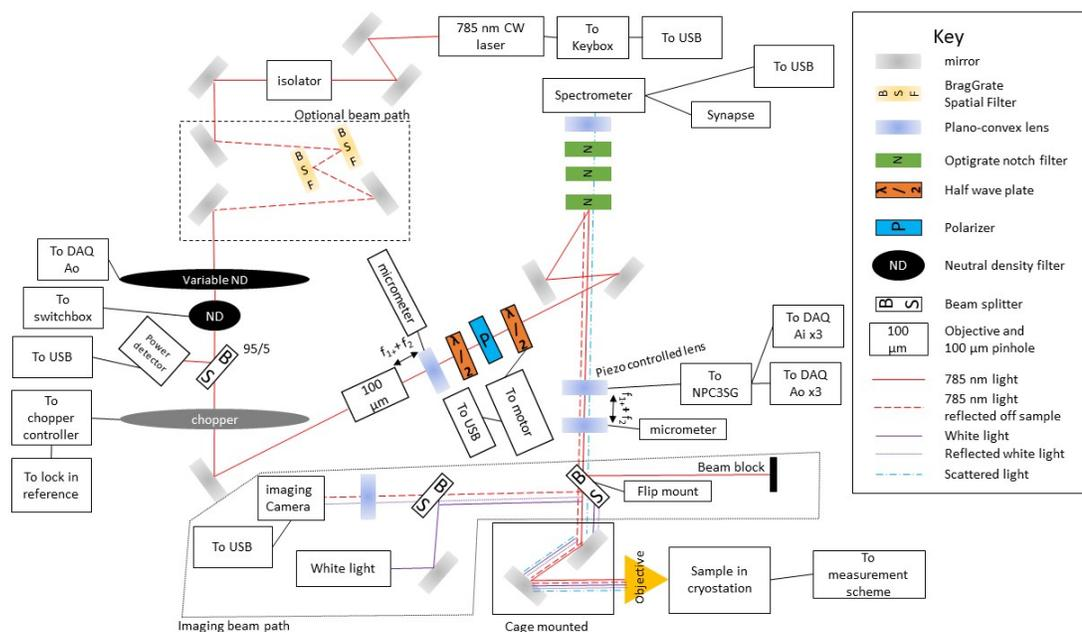 785 nm CW
laser
To
Keybox
To USB
isolator
Optional beam path
B
S
F
B
S
F
Spectrometer
To USB
Synapse
N
N
N
To DAQ
Ao
Variable ND
To
switchbox
ND
To USB
Power
detector
B
S
95/5
To
chopper
controller
chopper
To lock in
reference
micrometer
f1+ + f2
100
μm
λ/2
P
λ/2
To USB
To motor
Piezo controlled lens
f1+ + f2
To
NPC3SG
To DAQ
Ai x3
To DAQ
Ao x3
micrometer
Beam block
B
S
Flip mount
imaging
Camera
B
S
To USB
White light
Imaging beam path
Cage mounted
Objective
Sample in
cryostation
To
measurement
scheme
Key
mirror
B
S
F
BragGrate
Spatial Filter
Plano-convex lens
N
Optigrate notch filter
λ/2
Half wave plate
P
Polarizer
ND
Neutral density filter
B
S
Beam splitter
100
μm
Objective and
100 μm pinhole
785 nm light
785 nm light
reflected off sample
White light
Reflected white light
Scattered light